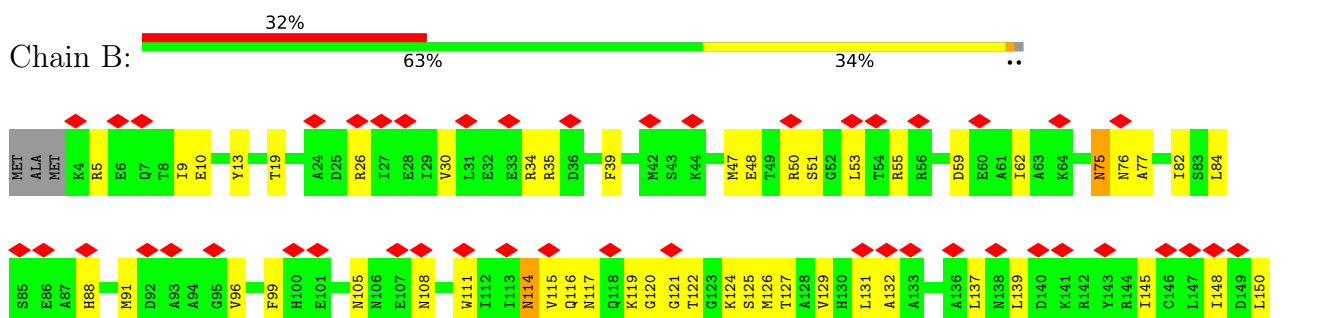 32%
Chain B:
63% 34% ••
MET ALA MET K4 R5 E6 Q7 T8 I9 E10 Y13 T19 A24 D25 R26 I27 E28 I29 V30 L31 E32 E33 R34 R35 D36 F39 M42 S43 K44 M47 E48 T49 R50 S51 G52 L53 T54 R55 R56 D59 E60 A61 I62 A63 K64 N75 N76 A77 I82 S83 L84
S85 E86 A87 H88 M91 D92 A93 A94 G95 V96 F99 H100 E101 N105 N106 E107 N108 W111 I112 I113 N114 V115 Q116 N117 Q118 K119 G120 G121 T122 G123 K124 S125 M126 T127 A128 V129 H130 L131 A132 A133 A136 L137 N138 L139 D140 K141 R142 Y143 R144 I145 C146 L147 I148 D149 L150